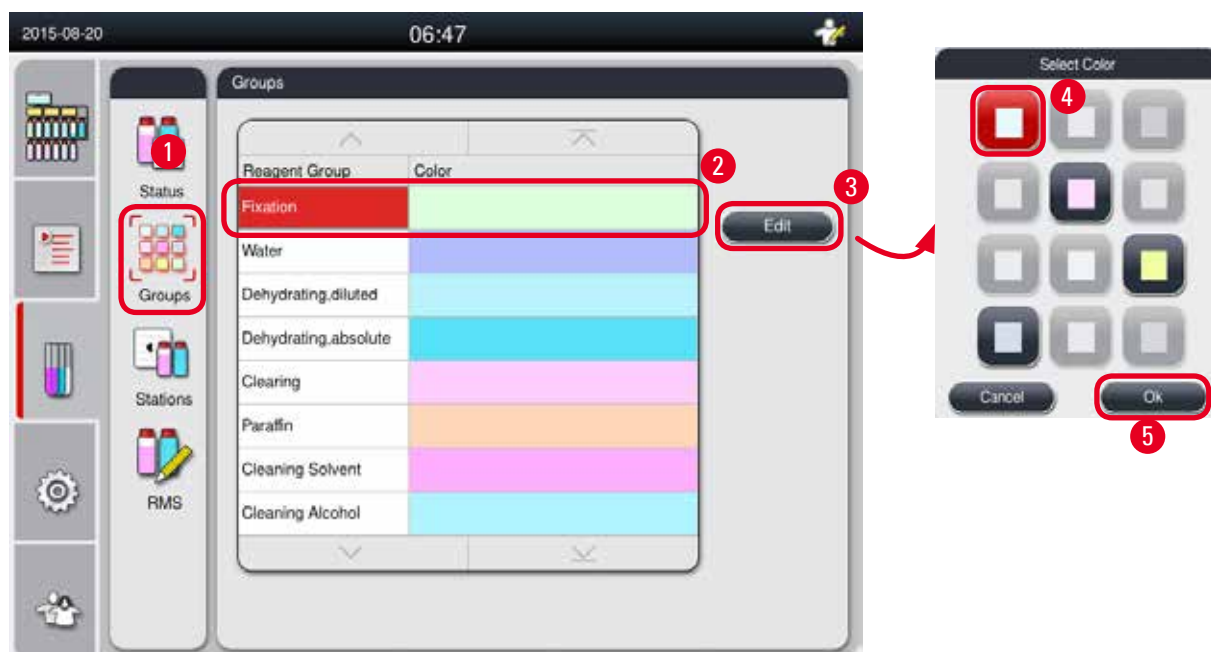 2015-08-20
06:47
1
Status
Groups
Stations
RMS
Groups
Reagent Group
Color
2
Fixation
Water
Dehydrating,diluted
Dehydrating,absolute
Clearing
Paraffin
Cleaning Solvent
Cleaning Alcohol
3
Edit
Select Color
4
Cancel
Ok
5